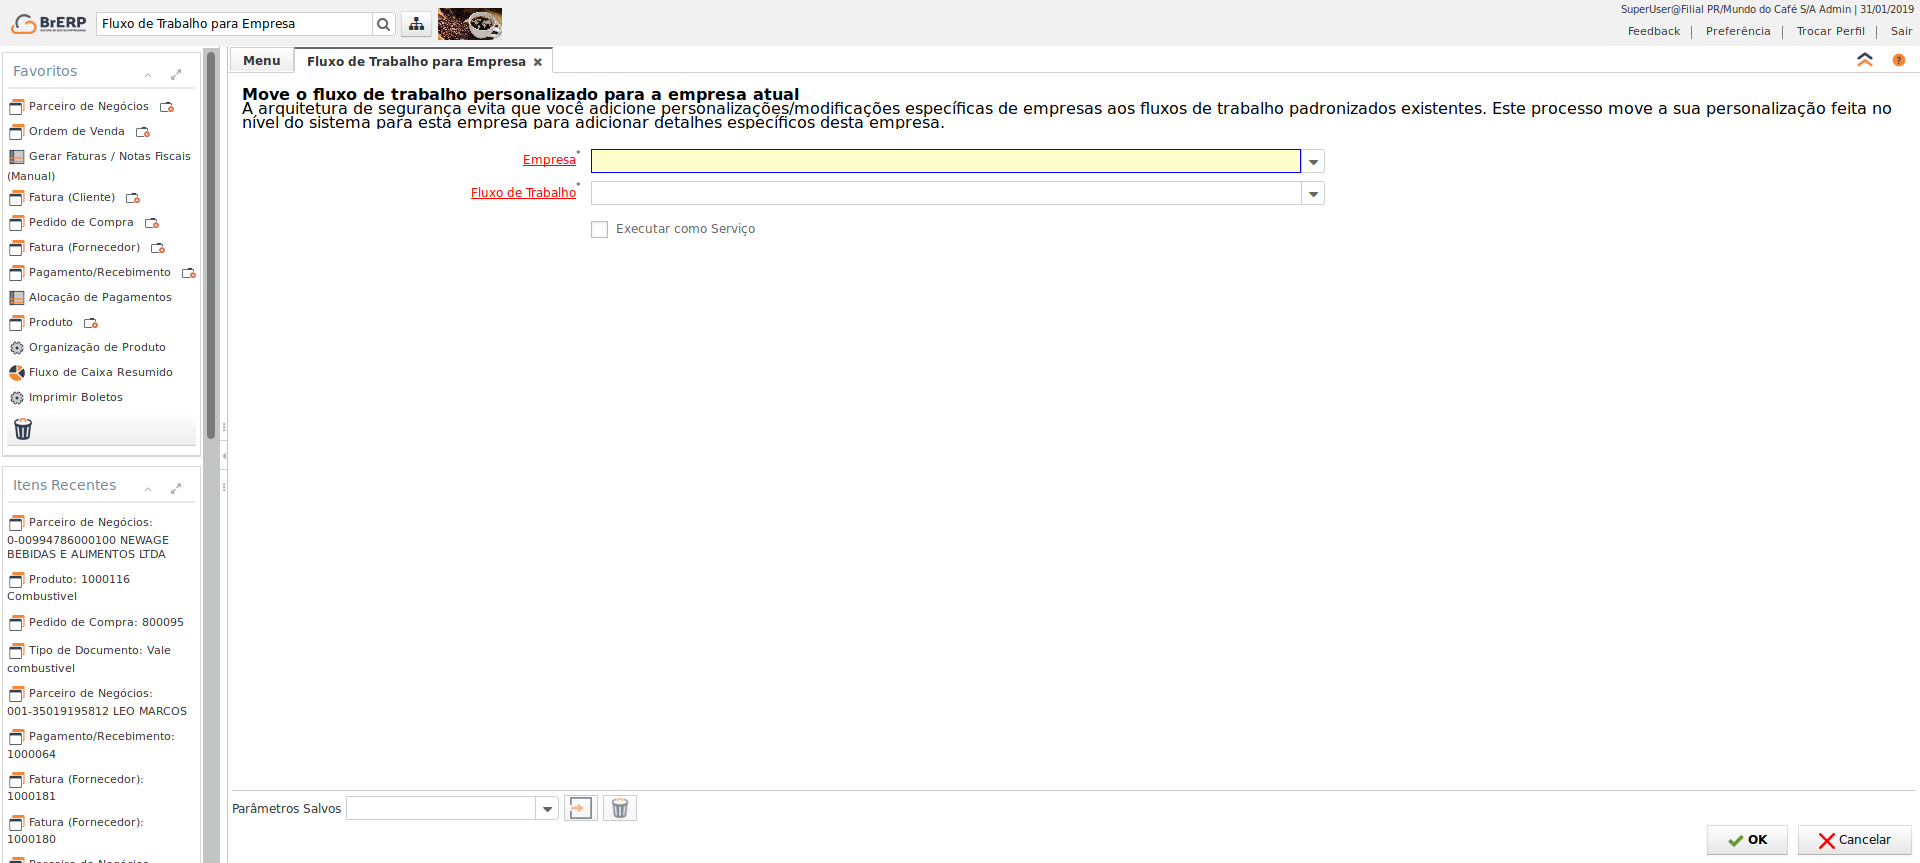 BrERP
Fluxo de Trabalho para Empresa
SuperUser@Filial PR/Mundo do Café S/A Admin | 31/01/2019
Feedback | Preferência | Trocar Perfil | Sair
Favoritos
Parceiro de Negócios
Ordem de Venda
Gerar Faturas / Notas Fiscais
(Manual)
Fatura (Cliente)
Pedido de Compra
Fatura (Fornecedor)
Pagamento/Recebimento
Alocação de Pagamentos
Produto
Organização de Produto
Fluxo de Caixa Resumido
Imprimir Boletos
Itens Recentes
Parceiro de Negócios:
0-00994786000100 NEWAGE
BEBIDAS E ALIMENTOS LTDA
Produto: 1000116
Combustivel
Pedido de Compra: 800095
Tipo de Documento: Vale
combustivel
Parceiro de Negócios:
001-35019195812 LEO MARCOS
Pagamento/Recebimento:
1000064
Fatura (Fornecedor):
1000181
Fatura (Fornecedor):
1000180
Parceiro de Negócios
Menu
Fluxo de Trabalho para Empresa
Move o fluxo de trabalho personalizado para a empresa atual
A arquitetura de segurança evita que você adicione personalizações/modificações específicas de empresas aos fluxos de trabalho padronizados existentes. Este processo move a sua personalização feita no
nível do sistema para está empresa para adicionar detalhes específicos desta empresa.
Empresa*
Fluxo de Trabalho*
Executar como Serviço
Parâmetros Salvos
OK
Cancelar